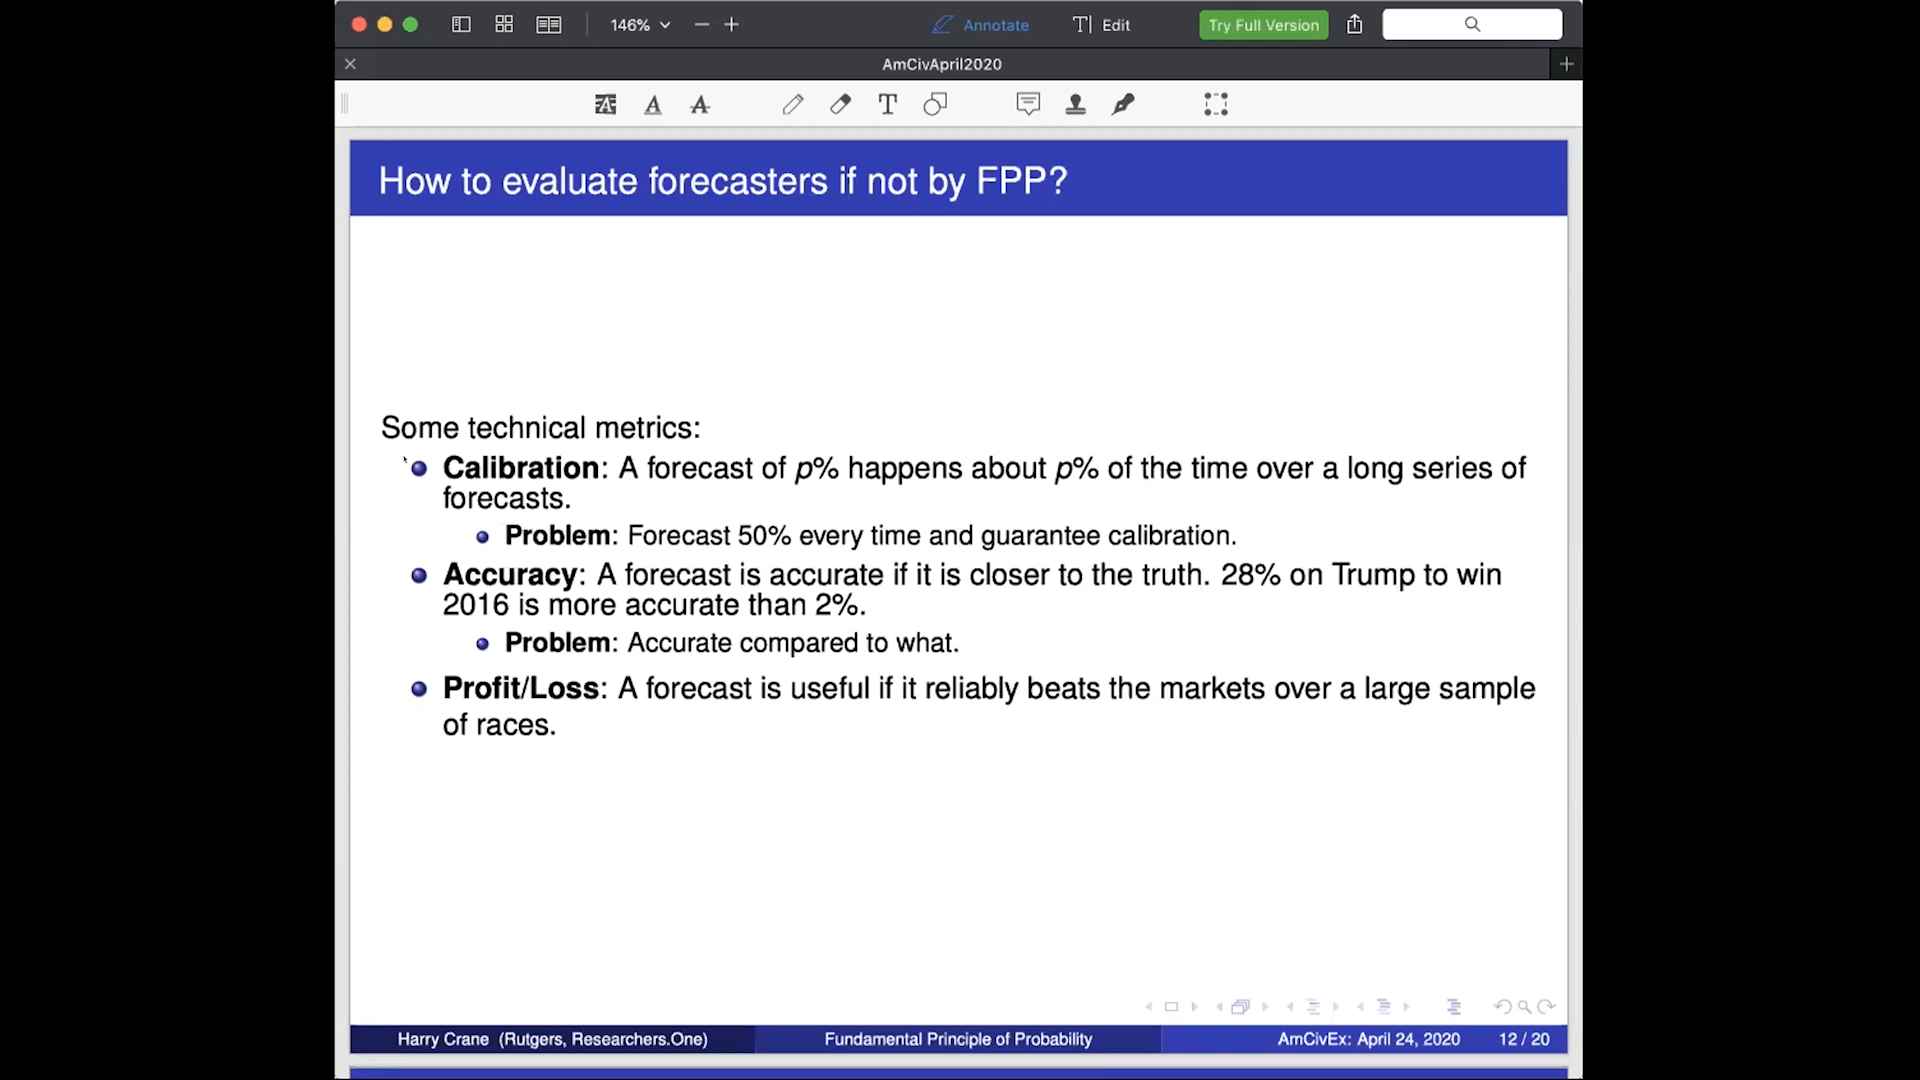 146%
Annotate
Edit
Try Full Version
AmCivApril2020
How to evaluate forecasters if not by FPP?
Some technical metrics:
Calibration: A forecast of p% happens about p% of the time over a long series of
forecasts.
Problem: Forecast 50% every time and guarantee calibration.
Accuracy: A forecast is accurate if it is closer to the truth. 28% on Trump to win
2016 is more accurate than 2%.
Problem: Accurate compared to what.
Profit/Loss: A forecast is useful if it reliably beats the markets over a large sample
of races.
Harry Crane (Rutgers, Researchers.One)
Fundamental Principle of Probability
AmCivEx: April 24, 2020
12 / 20